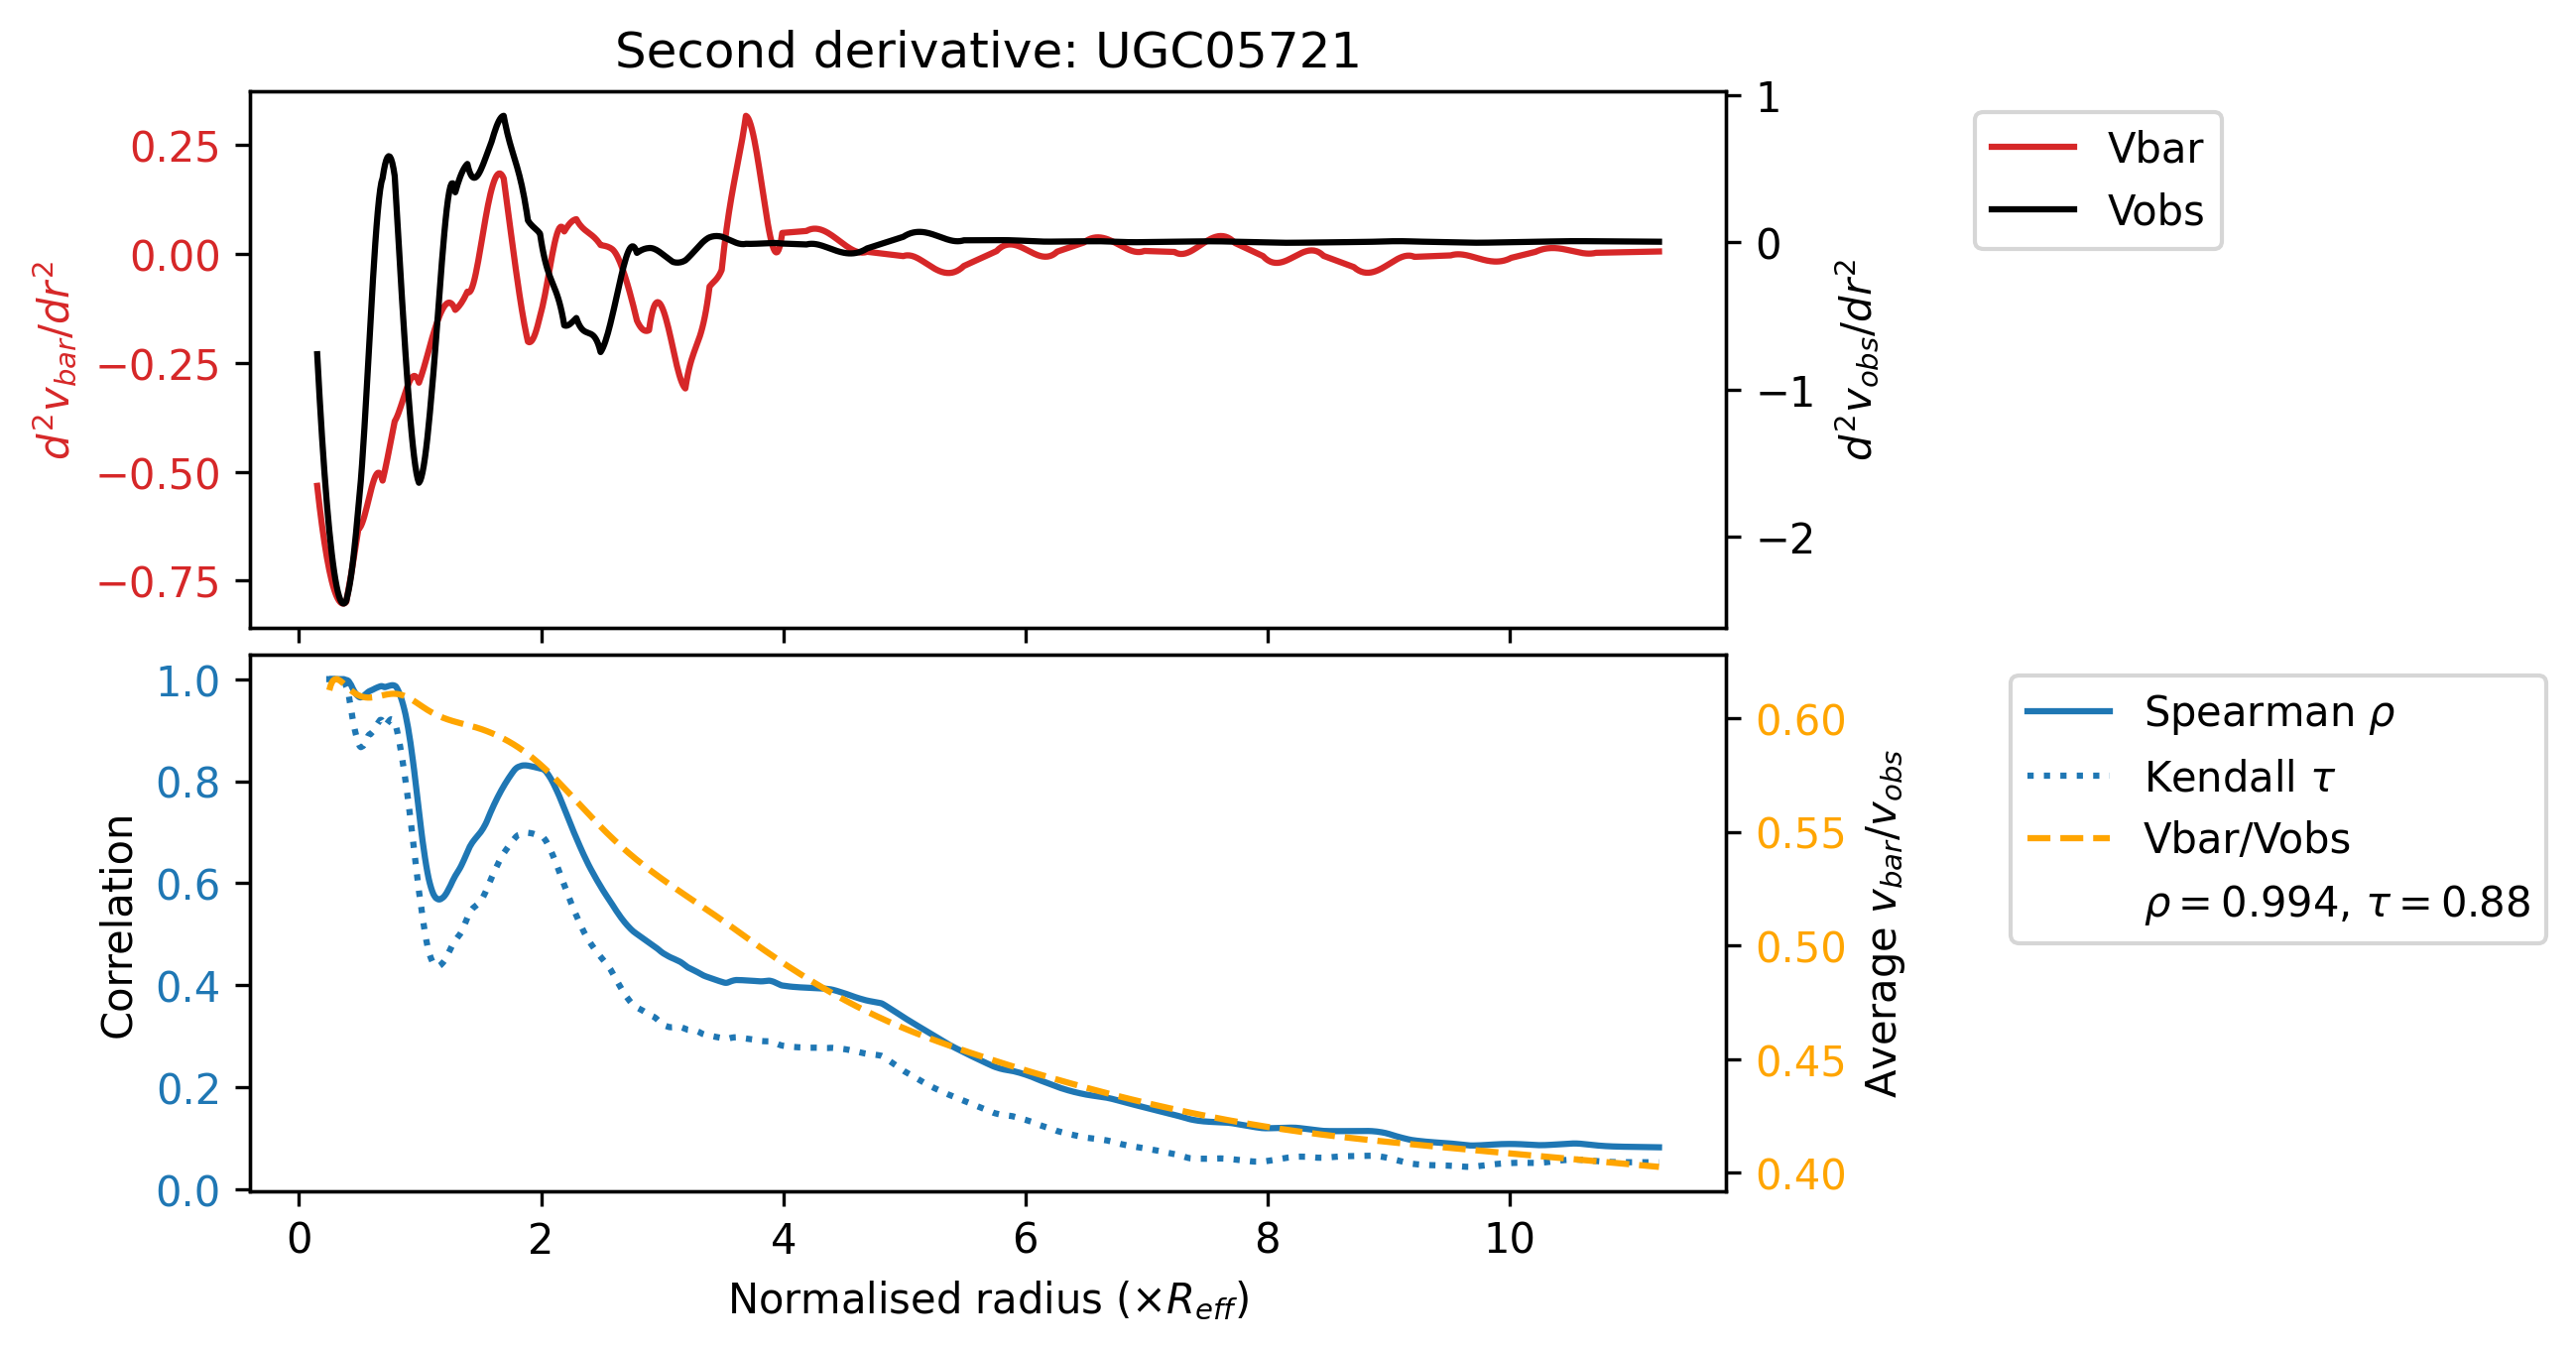 Second derivative: UGC05721
0.25
0.00
−0.25
−0.50
−0.75
d²v_bar/dr²
1
0
−1
−2
d²v_obs/dr²
Vbar
Vobs
1.0
0.8
0.6
0.4
0.2
0.0
Correlation
0.60
0.55
0.50
0.45
0.40
Average v_bar/v_obs
Spearman ρ
Kendall τ
Vbar/Vobs
ρ = 0.994, τ = 0.88
0 2 4 6 8 10
Normalised radius (×R_eff)